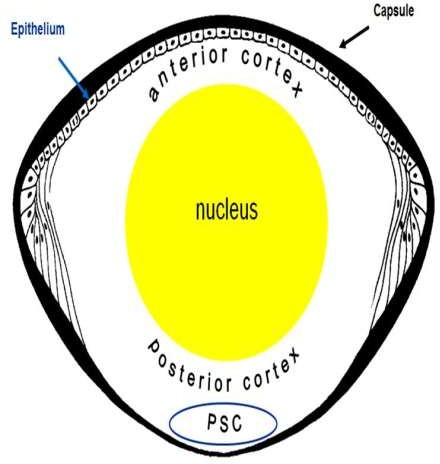 Capsule
Epithelium
anterior cortex
nucleus
posterior cortex
PSC